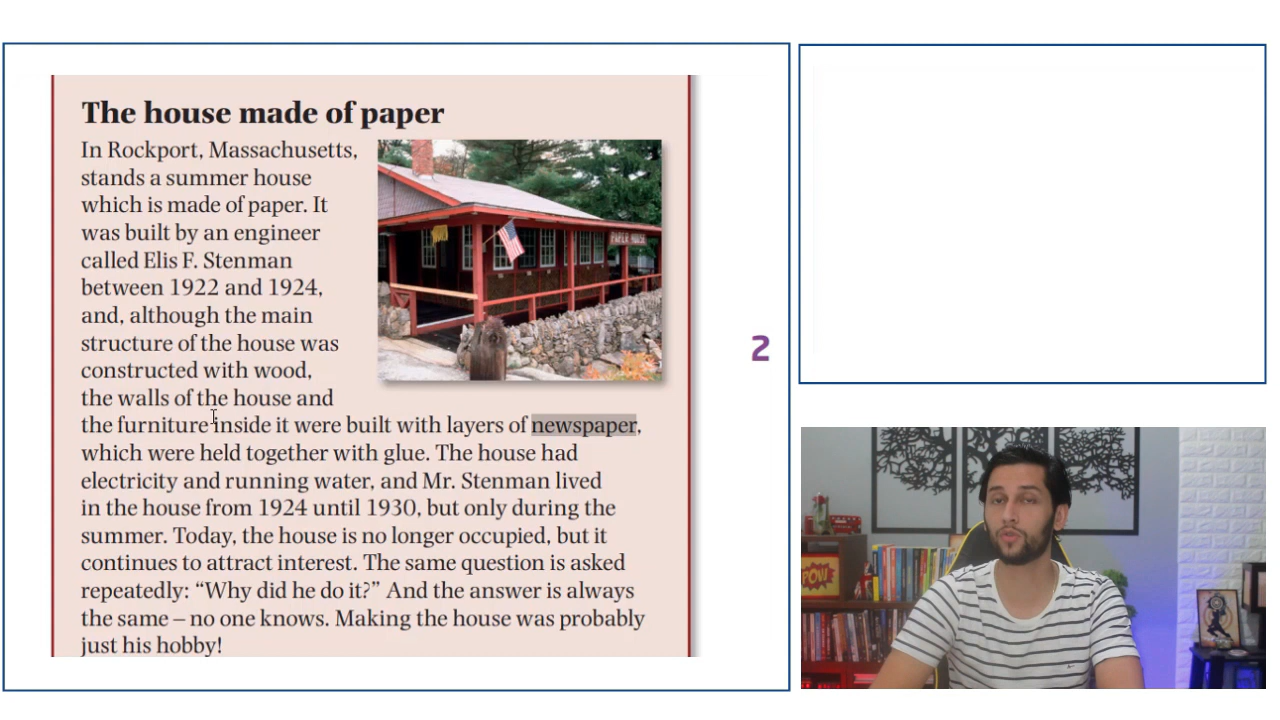 The house made of paper
In Rockport, Massachusetts,
stands a summer house
which is made of paper. It
was built by an engineer
called Elis F. Stenman
between 1922 and 1924,
and, although the main
structure of the house was
constructed with wood,
the walls of the house and
the furniture inside it were built with layers of newspaper,
which were held together with glue. The house had
electricity and running water, and Mr. Stenman lived
in the house from 1924 until 1930, but only during the
summer. Today, the house is no longer occupied, but it
continues to attract interest. The same question is asked
repeatedly: “Why did he do it?” And the answer is always
the same – no one knows. Making the house was probably
just his hobby!
PAPER HOUSE
2
POW